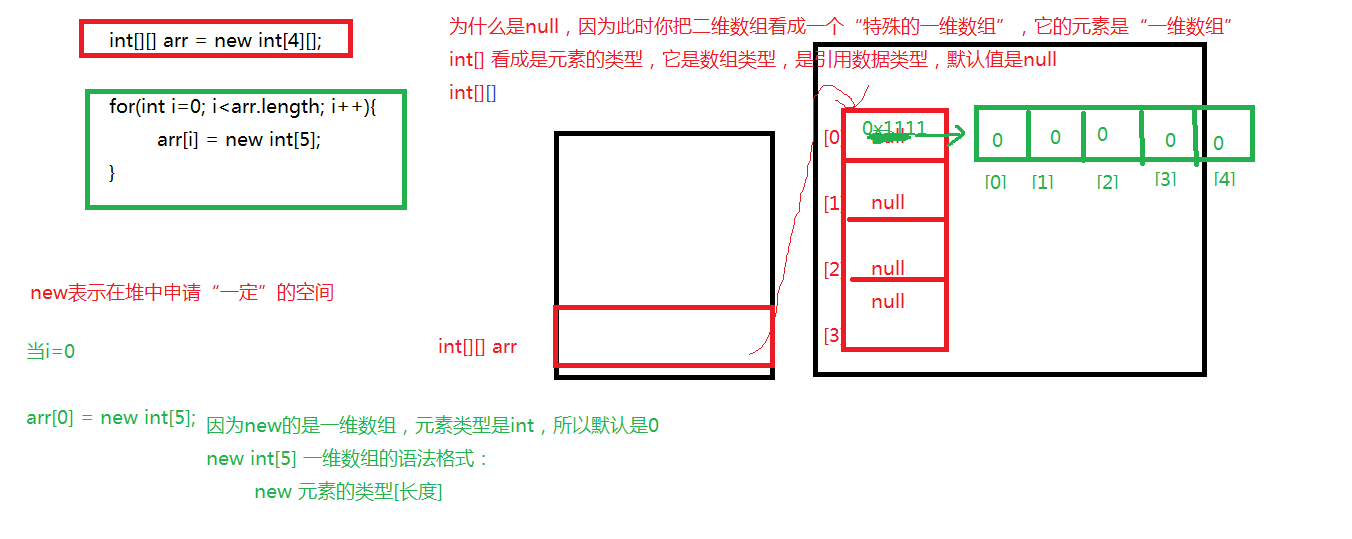 int[][] arr = new int[4][];
for(int i=0; i<arr.length; i++){
arr[i] = new int[5];
}
为什么是null，因为此时你把二维数组看成一个“特殊的一维数组”，它的元素是“一维数组”
int[] 看成是元素的类型，它是数组类型，是引用数据类型，默认值是null
int[][]
new表示在堆中申请“一定”的空间
当i=0
arr[0] = new int[5];
因为new的是一维数组，元素类型是int，所以默认是0
new int[5] 一维数组的语法格式：
new 元素的类型[长度]
int[][] arr
[0] 0x1111 null
[1] null
[2] null
null
[3]
0 0 0 0 0
[0] [1] [2] [3] [4]